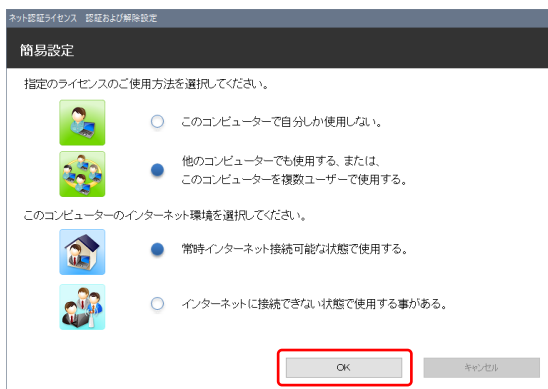 ネット認証ライセンス 認証および解除設定
簡易設定
指定のライセンスのご使用方法を選択してください。
このコンピューターで自分しか使用しない。
他のコンピューターでも使用する、または、
このコンピューターを複数ユーザーで使用する。
このコンピューターのインターネット環境を選択してください。
常時インターネット接続可能な状態で使用する。
インターネットに接続できない状態で使用する事がある。
OK
キャンセル